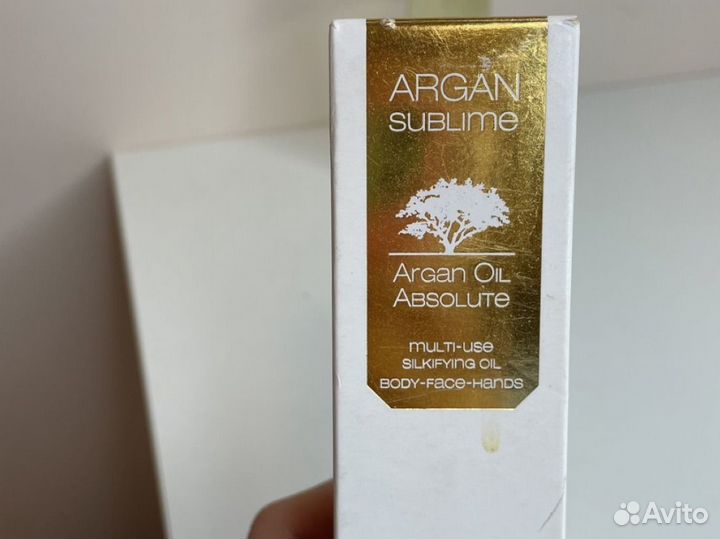 ARGAN
SUBLIME
ARGAN OIL
ABSOLUTE
MULTI-USE
SILKIFYING OIL
BODY-FACE-HANDS
Avito